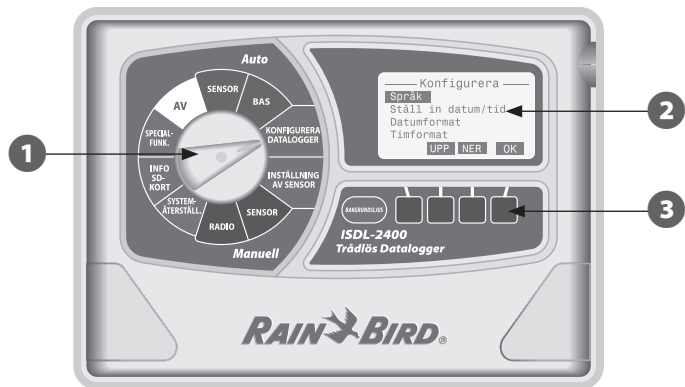 Auto
SENSOR
BAS
AV
KONFIGURERA
DATALOGGER
SPECIAL-
FUNK.
INFO
SD-
KORT
INSTÄLLNING
AV SENSOR
SYSTEM-
ÅTERSTÄLL.
RADIO
SENSOR
Manuell
Konfigurera
Språk
Ställ in datum/tid
Datumformat
Timformat
UPP NER OK
BAKGRUNDSLJUS
ISDL-2400
Trådlös Datalogger
RAIN BIRD®
1
2
3